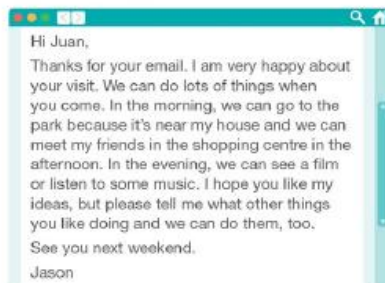 Hi Juan,
Thanks for your email. I am very happy about
your visit. We can do lots of things when
you come. In the morning, we can go to the
park because it's near my house and we can
meet my friends in the shopping centre in the
afternoon. In the evening, we can see a film
or listen to some music. I hope you like my
ideas, but please tell me what other things
you like doing and we can do them, too.
See you next weekend.
Jason